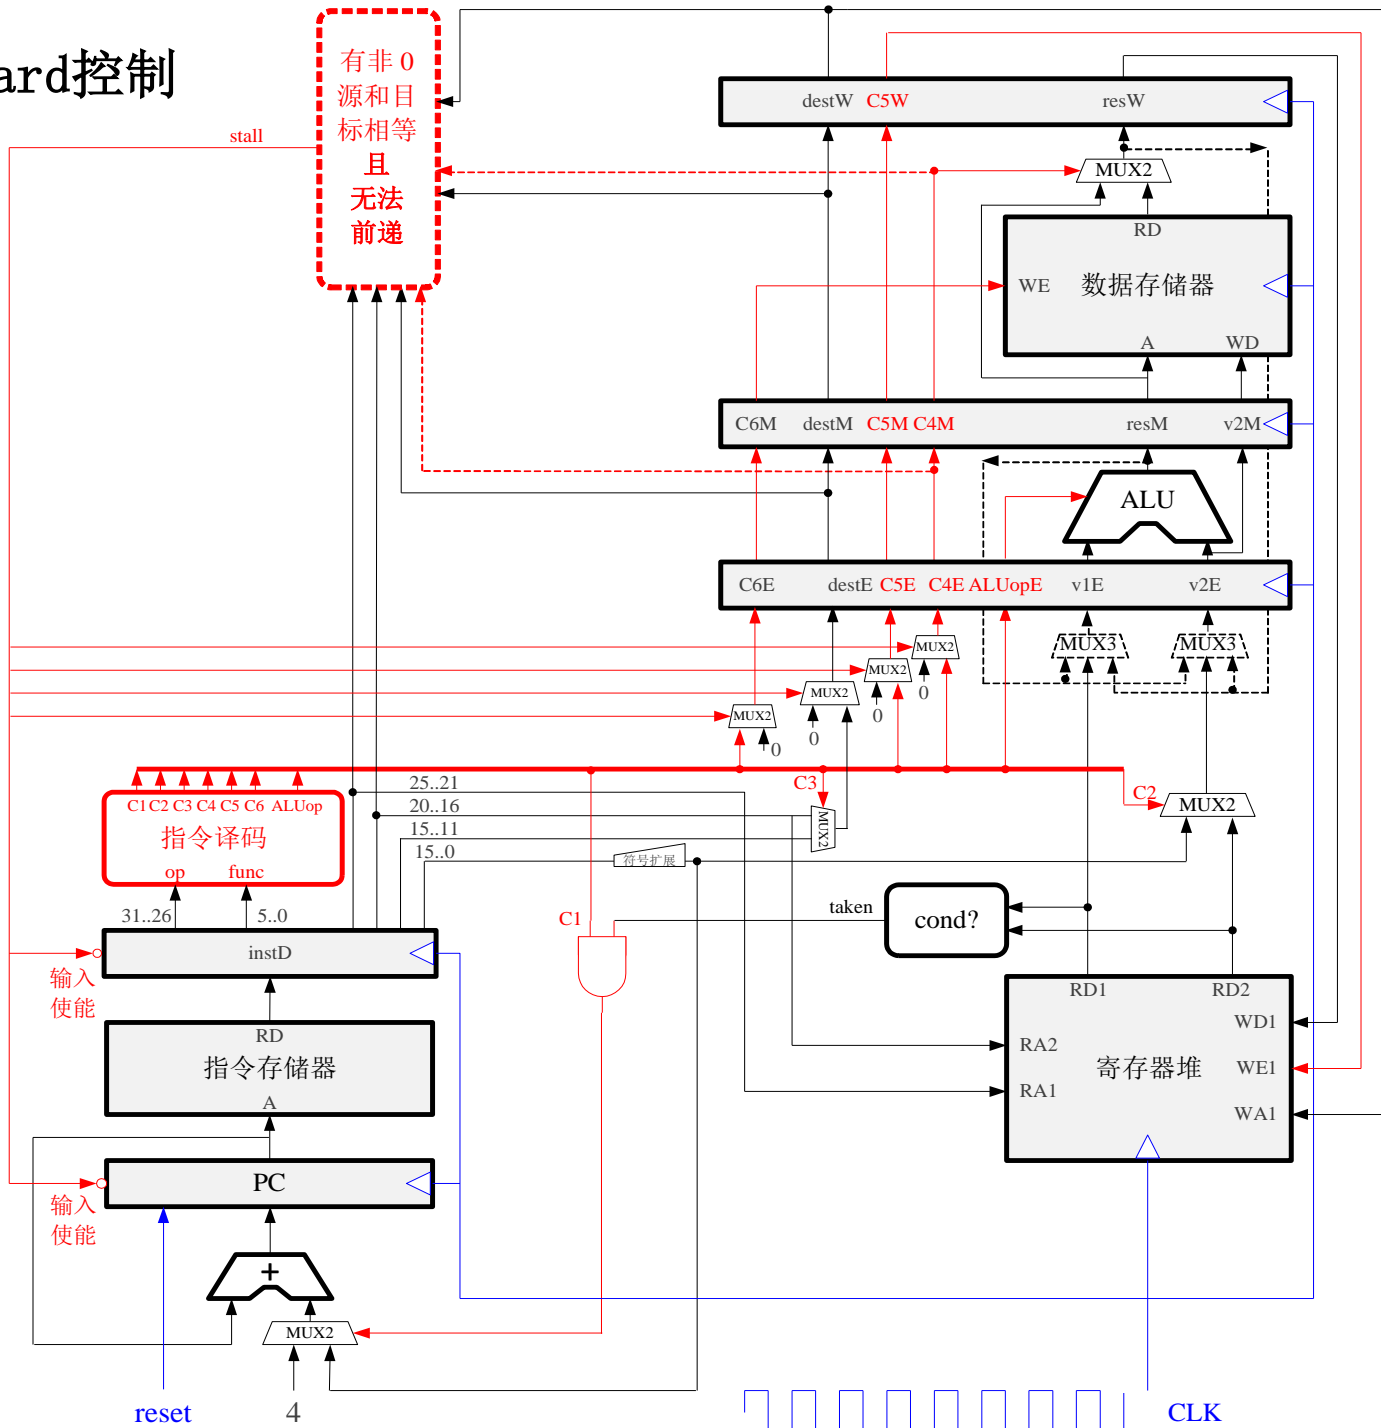 ard控制
有非 0
源和目
标相等
且
无法
前递
stall
destW C5W resW
MUX2
RD
WE 数据存储器
A WD
C6M destM C5M C4M resM v2M
ALU
C6E destE C5E C4E ALUopE v1E v2E
MUX2
MUX3 MUX3
MUX2
MUX2
MUX2
0
0
0
0
C1 C2 C3 C4 C5 C6 ALUop
指令译码
op func
25..21
20..16
15..11
15..0
C3
MUX2
符号扩展
C2
MUX2
31..26 5..0
C1
taken
cond?
instD
输入
使能
RD
指令存储器
A
RD1 RD2
WD1
RA2
寄存器堆
WE1
RA1
WA1
PC
输入
使能
+
MUX2
reset
4
CLK